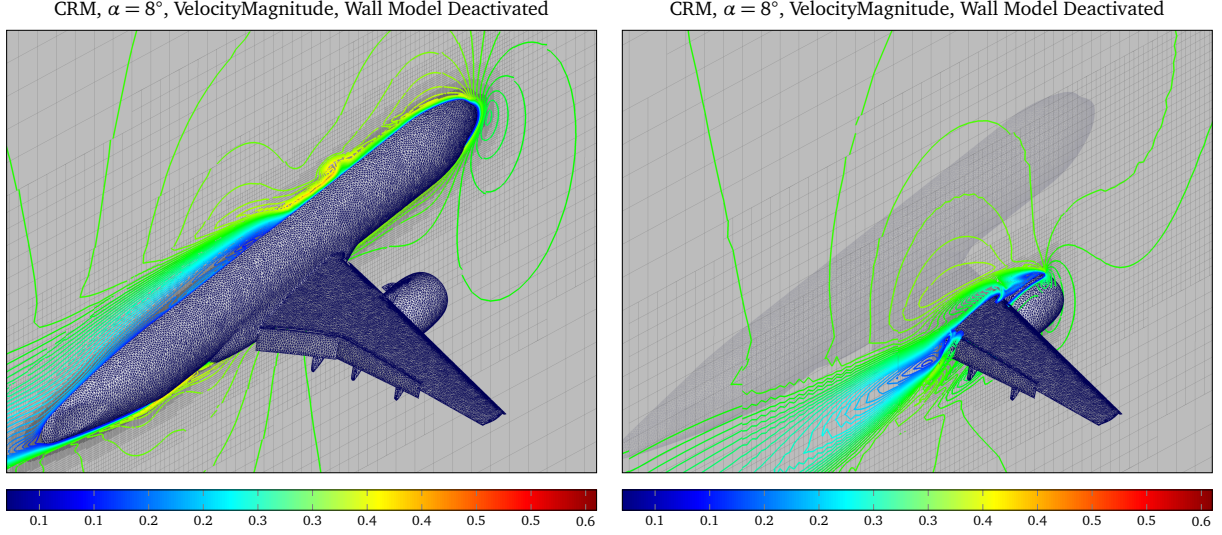 CRM, α = 8°, VelocityMagnitude, Wall Model Deactivated
0.1 0.1 0.2 0.2 0.3 0.3 0.4 0.4 0.5 0.5 0.6
CRM, α = 8°, VelocityMagnitude, Wall Model Deactivated
0.1 0.1 0.2 0.2 0.3 0.3 0.4 0.4 0.5 0.5 0.6